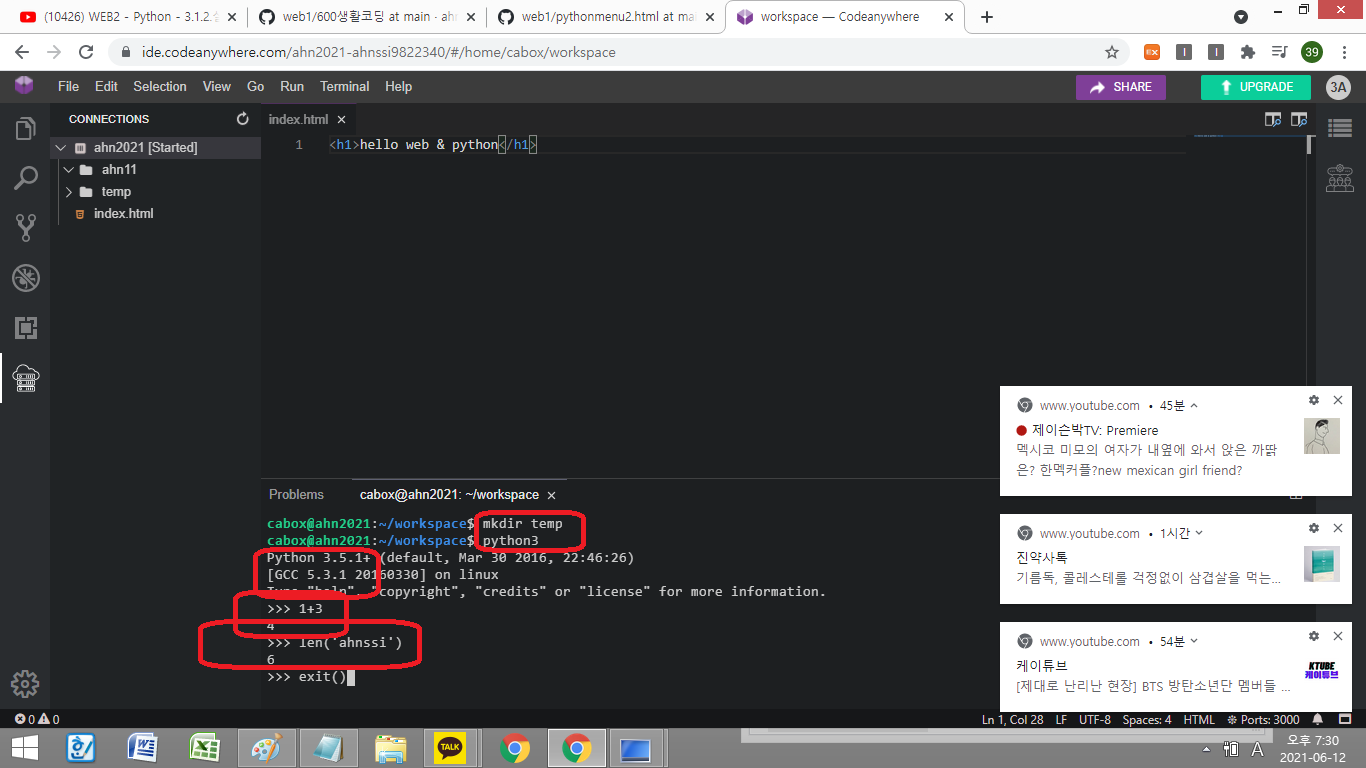 (10426) WEB2 - Python - 3.1.2.
web1/600생활코딩 at main · ahn
web1/pythonmenu2.html at mai
workspace — Codeanywhere
ide.codeanywhere.com/ahn2021-ahnssi9822340/#/home/cabox/workspace
39
File Edit Selection View Go Run Terminal Help
SHARE
UPGRADE
3A
CONNECTIONS
index.html
ahn2021 [Started]
1 <h1>hello web & python</h1>
ahn11
temp
index.html
www.youtube.com • 45분
제이슨박TV: Premiere
멕시코 미모의 여자가 내옆에 와서 앉은 까닭
은? 한멕커플?new mexican girl friend?
Problems
cabox@ahn2021: ~/workspace
cabox@ahn2021:~/workspace$ mkdir temp
cabox@ahn2021:~/workspace$ python3
Python 3.5.1+ (default, Mar 30 2016, 22:46:26)
[GCC 5.3.1 20160330] on linux
Type "help", "copyright", "credits" or "license" for more information.
>>> 1+3
4
>>> len('ahnssi')
6
>>> exit()
www.youtube.com • 1시간
진약사톡
기름독, 콜레스테롤 걱정없이 삼겹살을 먹는...
www.youtube.com • 54분
케이튜브
[제대로 난리난 현장] BTS 방탄소년단 멤버들 ...
KTUBE
케이튜브
0 0
Ln 1, Col 28 LF UTF-8 Spaces: 4 HTML Ports: 3000
TALK
A
오후 7:30
2021-06-12